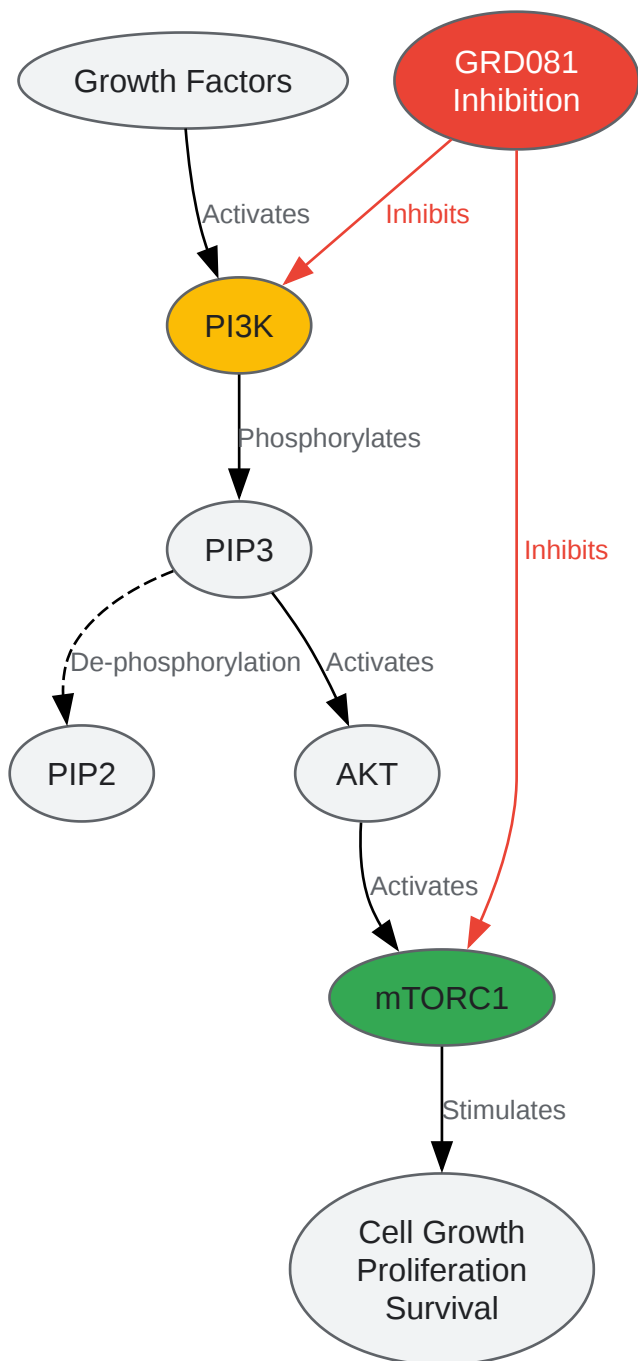 Growth Factors
GRD081
Inhibition
Activates
Inhibits
PI3K
Phosphorylates
PIP3
Inhibits
De-phosphorylation
Activates
PIP2
AKT
Activates
mTORC1
Stimulates
Cell Growth
Proliferation
Survival